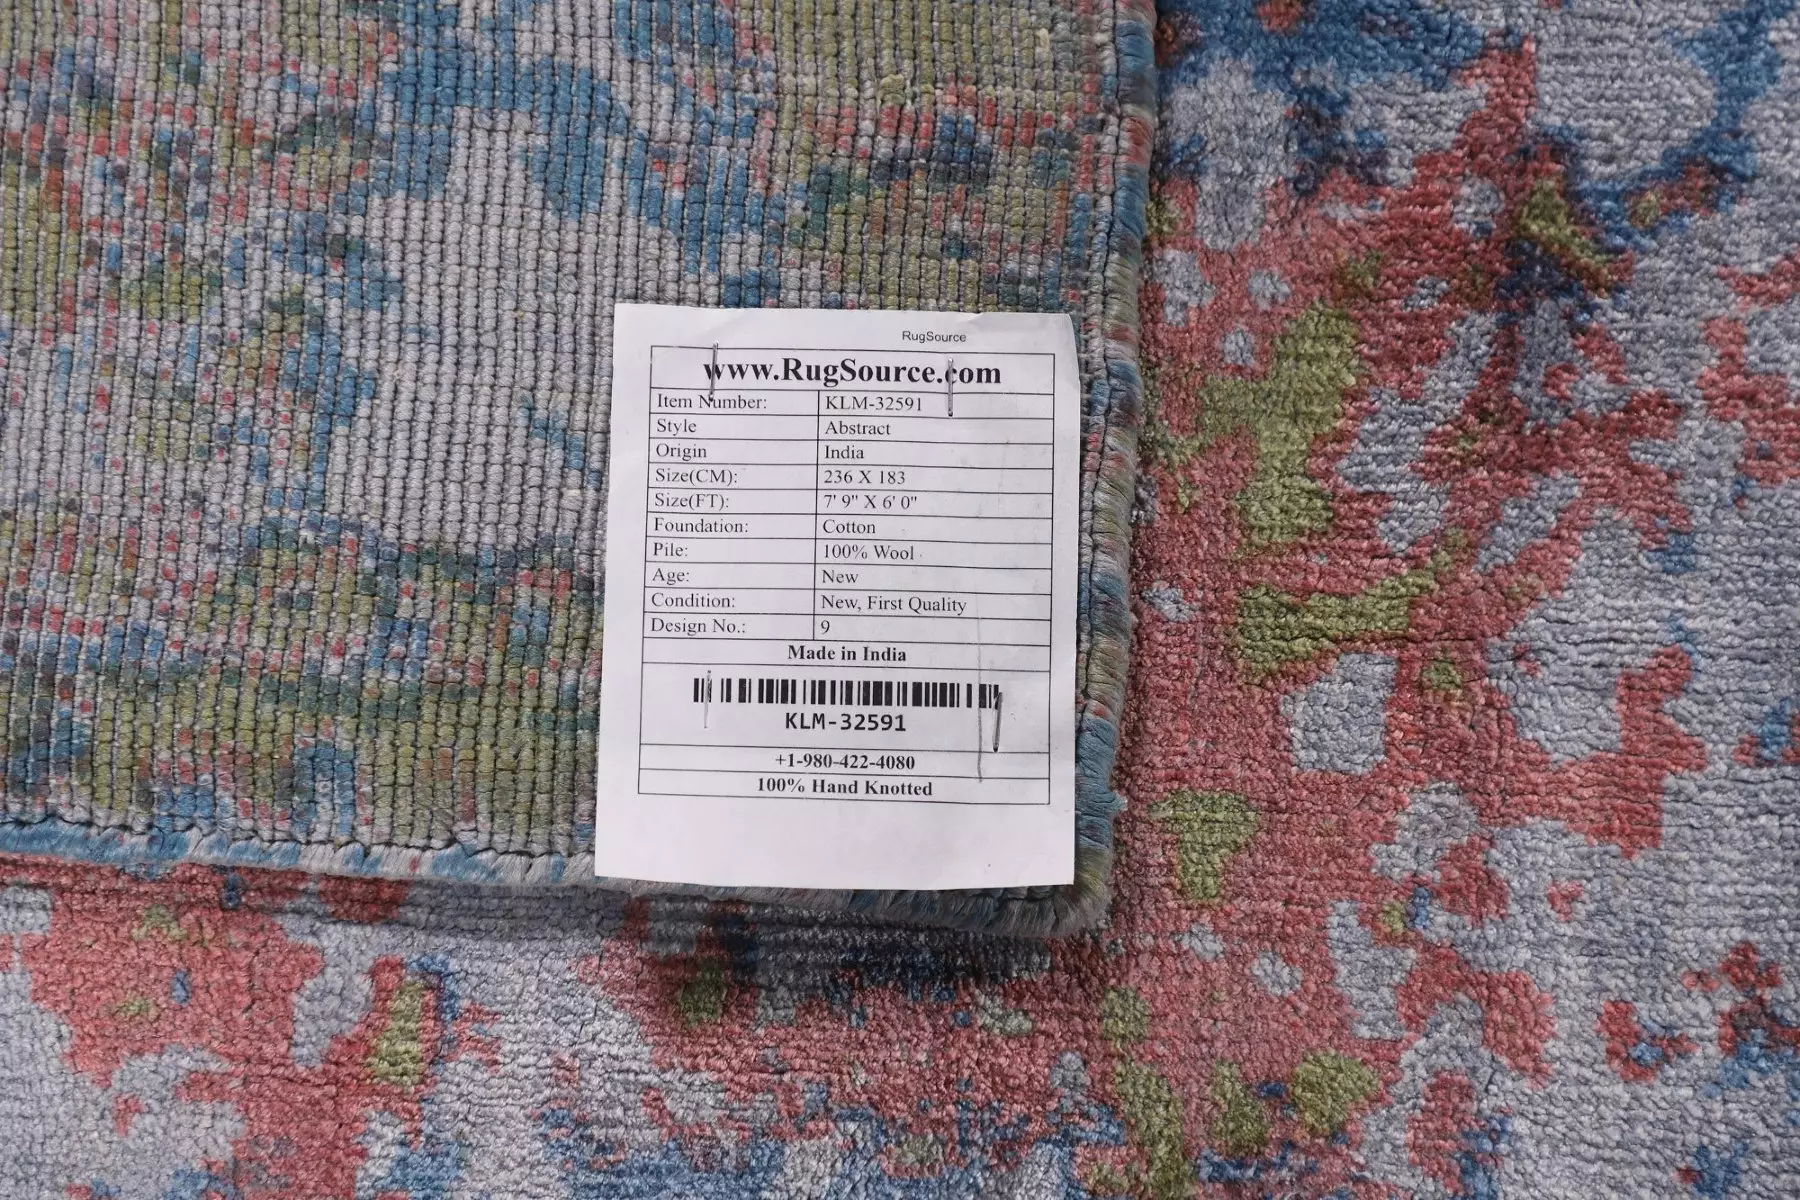 RugSource
www.RugSource.com
Item Number: KLM-32591
Style Abstract
Origin India
Size(CM): 236 X 183
Size(FT): 7' 9" X 6' 0"
Foundation: Cotton
Pile: 100% Wool
Age: New
Condition: New, First Quality
Design No.: 9
Made in India
KLM-32591
+1-980-422-4080
100% Hand Knotted